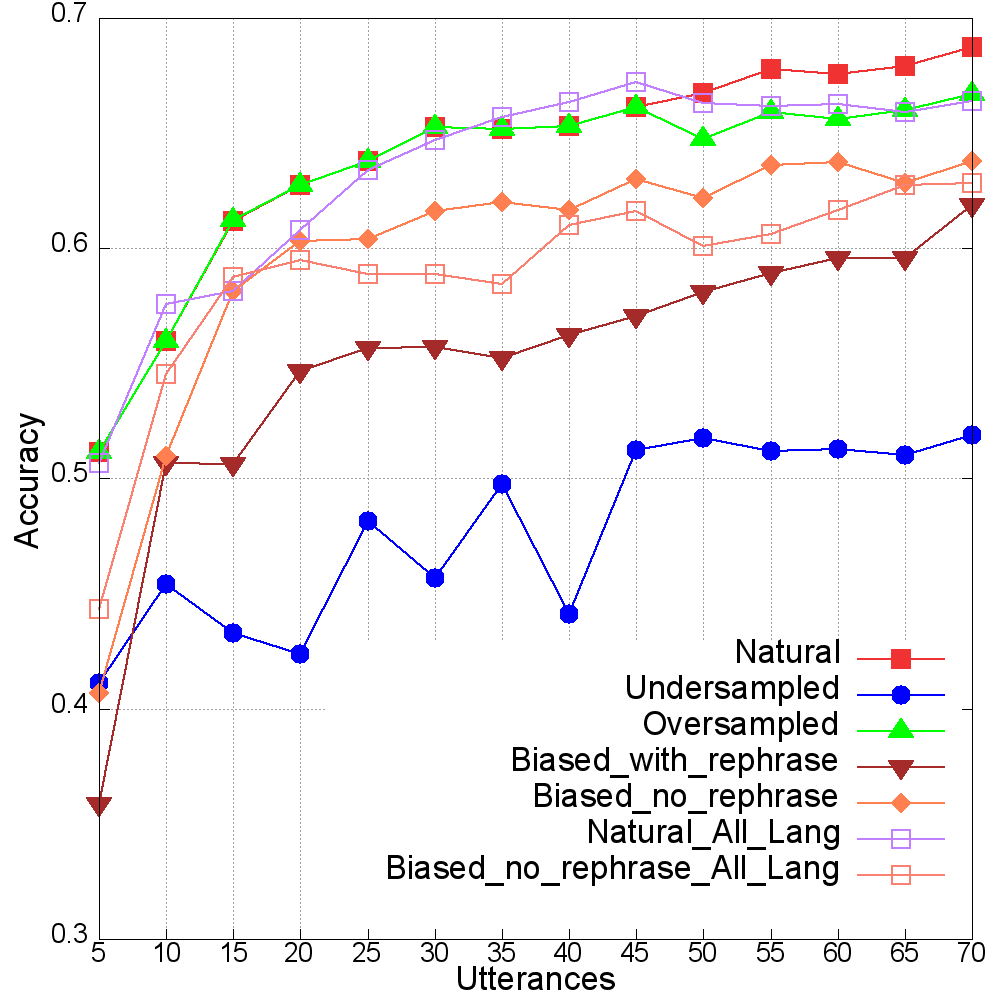 0.7
0.6
0.5
0.4
0.3
Accuracy
Natural
Undersampled
Oversampled
Biased_with_rephrase
Biased_no_rephrase
Natural_All_Lang
Biased_no_rephrase_All_Lang
5 10 15 20 25 30 35 40 45 50 55 60 65 70
Utterances